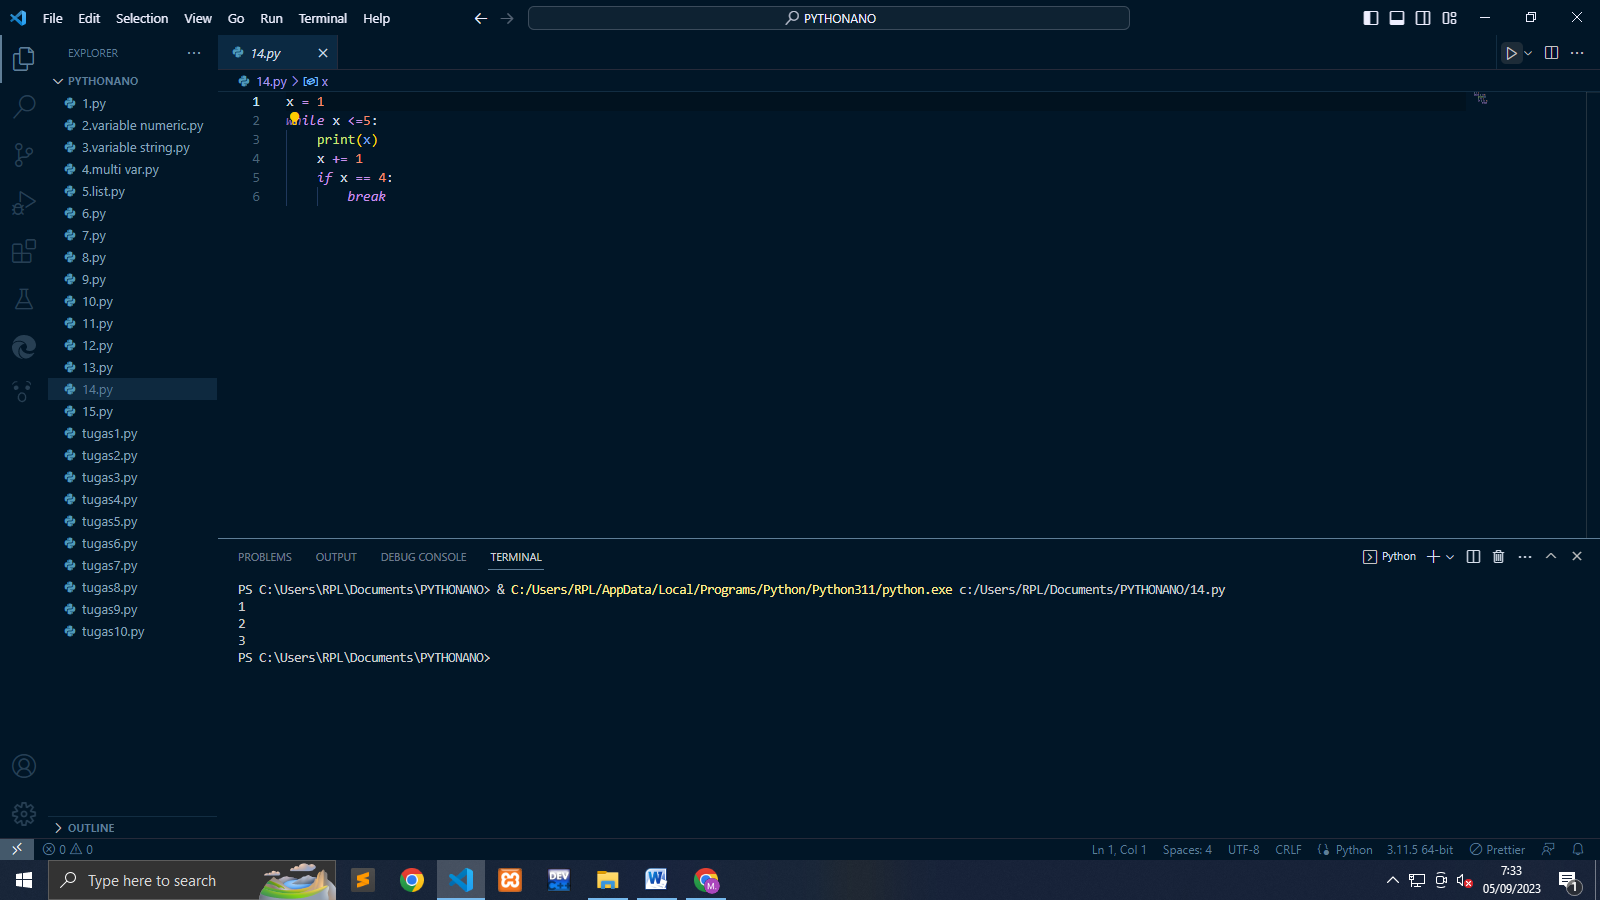 File Edit Selection View Go Run Terminal Help PYTHONANO
EXPLORER
PYTHONANO
1.py
2.variable numeric.py
3.variable string.py
4.multi var.py
5.list.py
6.py
7.py
8.py
9.py
10.py
11.py
12.py
13.py
14.py
15.py
tugas1.py
tugas2.py
tugas3.py
tugas4.py
tugas5.py
tugas6.py
tugas7.py
tugas8.py
tugas9.py
tugas10.py
OUTLINE
14.py
14.py > x
1 x = 1
2 while x <=5:
3 print(x)
4 x += 1
5 if x == 4:
6 break
PROBLEMS OUTPUT DEBUG CONSOLE TERMINAL Python
PS C:\Users\RPL\Documents\PYTHONANO> & C:/Users/RPL/AppData/Local/Programs/Python/Python311/python.exe c:/Users/RPL/Documents/PYTHONANO/14.py
1
2
3
PS C:\Users\RPL\Documents\PYTHONANO>
0 0 Ln 1, Col 1 Spaces: 4 UTF-8 CRLF Python 3.11.5 64-bit Prettier
Type here to search
DEV
W
M.
7:33
05/09/2023
1